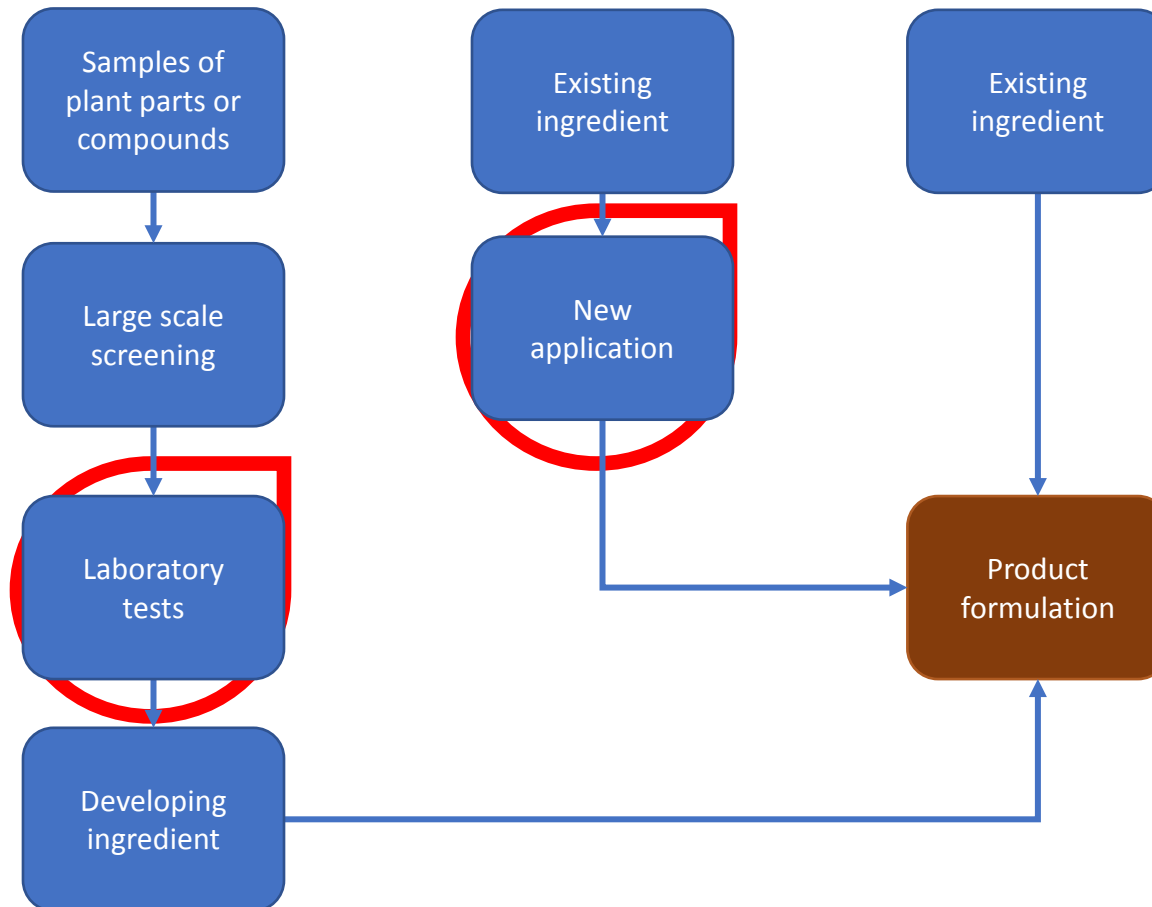 Samples of
plant parts or
compounds
Existing
ingredient
Existing
ingredient
Large scale
screening
New
application
Laboratory
tests
Product
formulation
Developing
ingredient